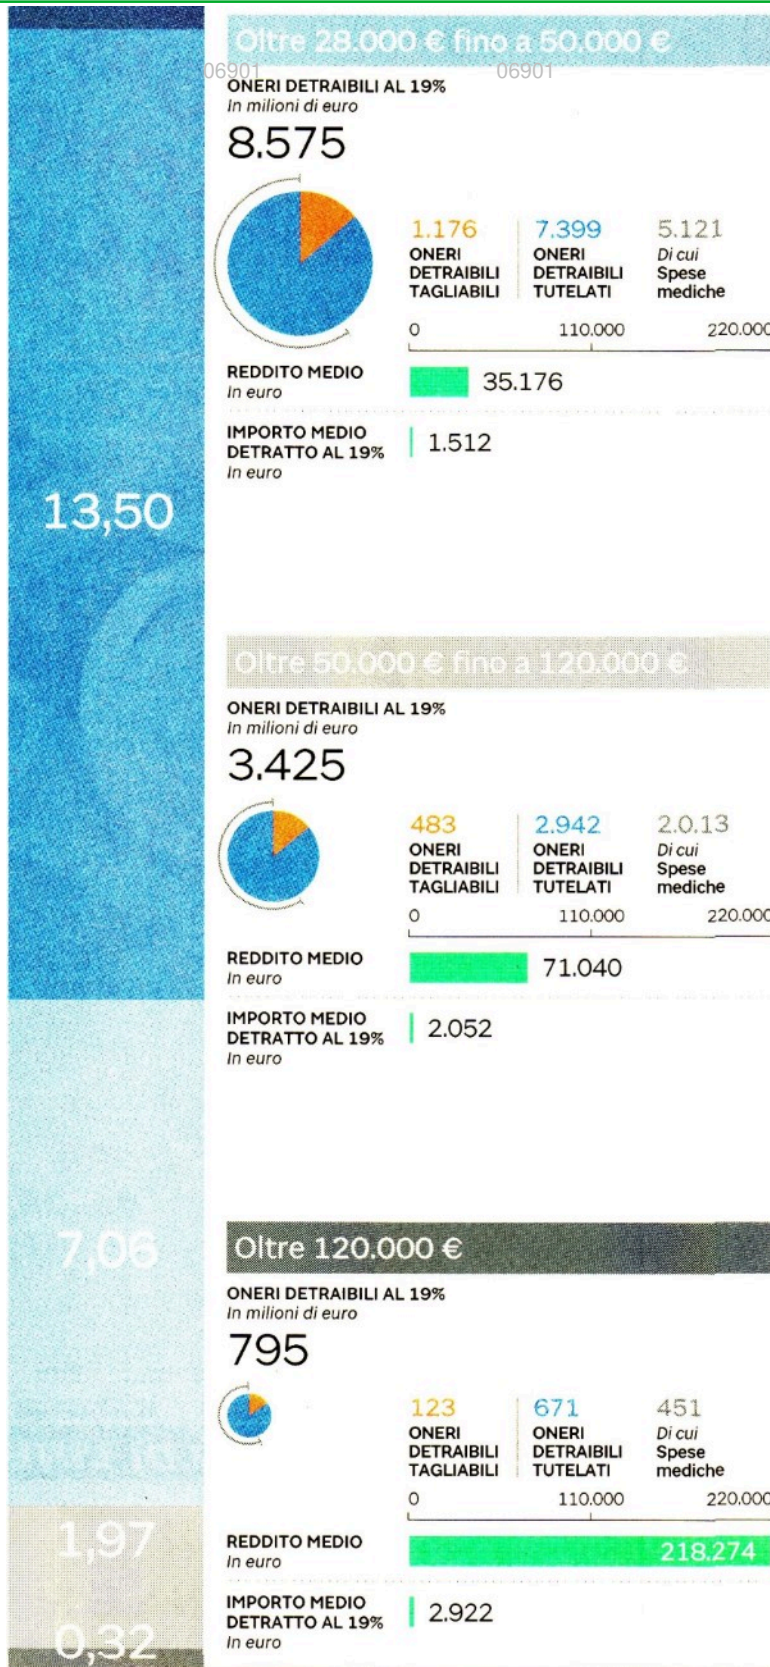 Oltre 28.000 € fino a 50.000 €
06901 06901
ONERI DETRAIBILI AL 19%
In milioni di euro
8.575
1.176 7.399 5.121
ONERI ONERI Di cui
DETRAIBILI DETRAIBILI Spese
TAGLIABILI TUTELATI mediche
0 110.000 220.000
REDDITO MEDIO
In euro
35.176
IMPORTO MEDIO
DETRATTO AL 19%
In euro
1.512
13,50
Oltre 50.000 € fino a 120.000 €
ONERI DETRAIBILI AL 19%
In milioni di euro
3.425
483 2.942 2.0.13
ONERI ONERI Di cui
DETRAIBILI DETRAIBILI Spese
TAGLIABILI TUTELATI mediche
0 110.000 220.000
REDDITO MEDIO
In euro
71.040
IMPORTO MEDIO
DETRATTO AL 19%
In euro
2.052
7,06
Oltre 120.000 €
ONERI DETRAIBILI AL 19%
In milioni di euro
795
123 671 451
ONERI ONERI Di cui
DETRAIBILI DETRAIBILI Spese
TAGLIABILI TUTELATI mediche
0 110.000 220.000
1,97
REDDITO MEDIO
In euro
218.274
IMPORTO MEDIO
DETRATTO AL 19%
In euro
2.922
0,32